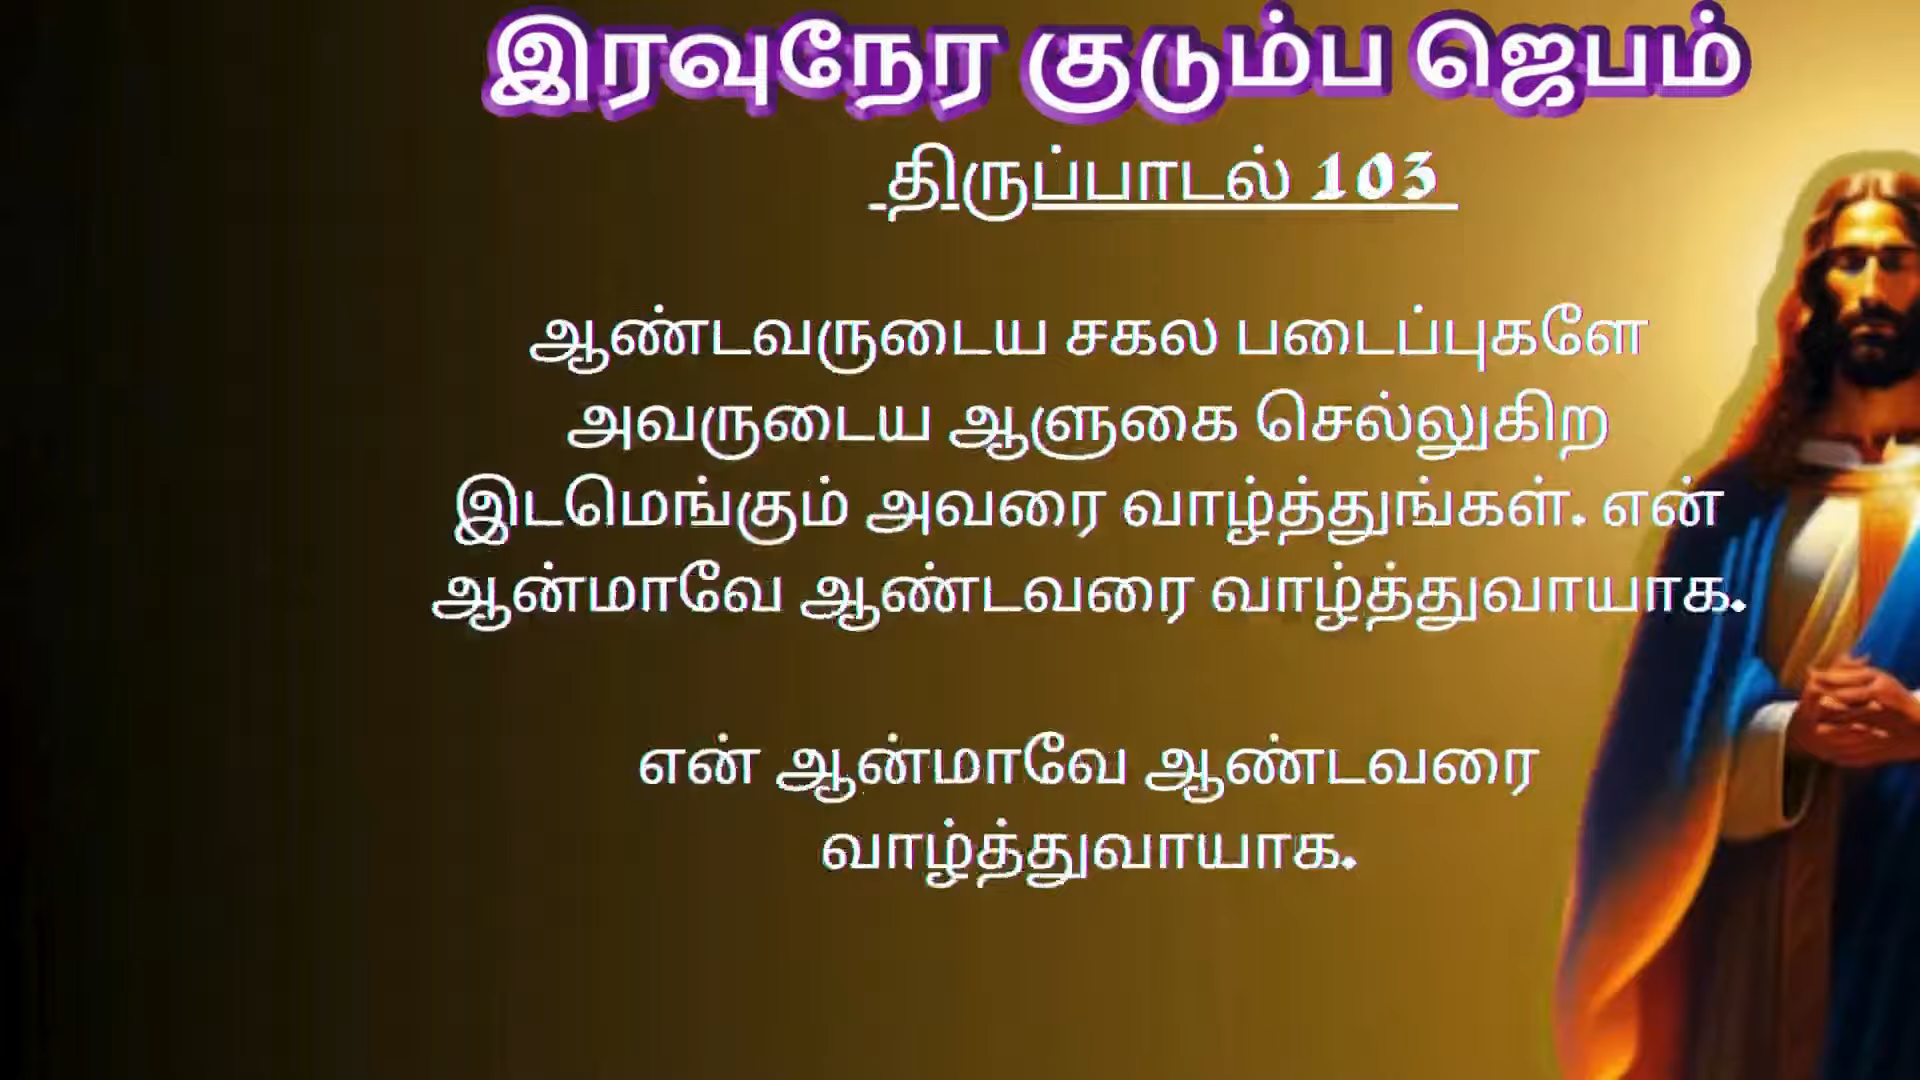 இரவுநேர குடும்ப ஜெபம்
திருப்பாடல் 103
ஆண்டவருடைய சகல படைப்புகளே
அவருடைய ஆளுகை செல்லுகிற
இடமெங்கும் அவரை வாழ்த்துங்கள். என்
ஆன்மாவே ஆண்டவரை வாழ்த்துவாயாக.
என் ஆன்மாவே ஆண்டவரை
வாழ்த்துவாயாக.